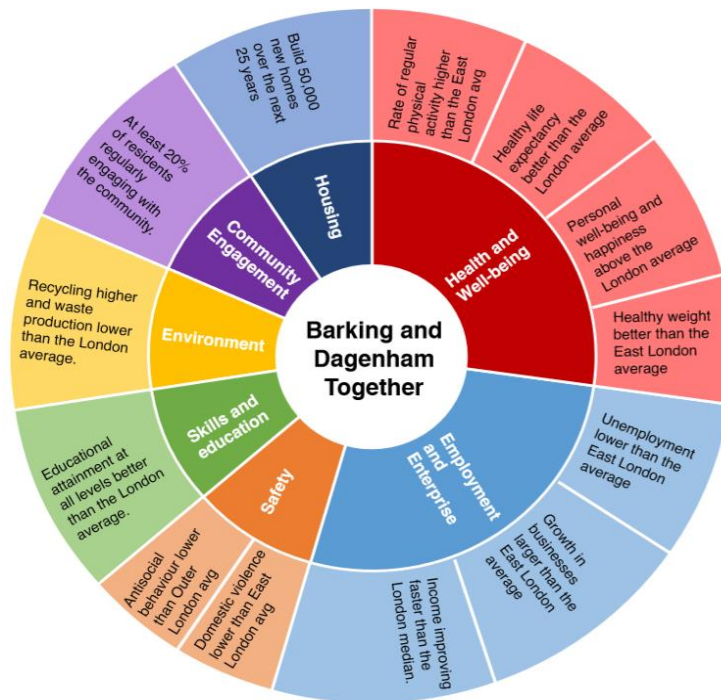 Barking and
Dagenham
Together
Health and
Well-being
Rate of regular
physical
activity higher
than the East
London avg
Healthy life
expectancy
better than the
London average
Personal
well-being and
happiness
above the
London average
Healthy weight
better than the
East London
average
Employment
and
Enterprise
Unemployment
lower than the
East London
average
Growth in
businesses
larger than the
East London
average
Income improving
faster than the
London median.
Safety
Domestic violence
lower than East
London avg
Antisocial
behaviour lower
than Outer
London avg
Skills and
education
Educational
attainment at
all levels better
than the London
average.
Environment
Recycling higher
and waste
production lower
than the London
average.
Community
Engagement
At least 20%
of residents
regularly
engaging with
the community.
Housing
Build 50,000
new homes
over the next
25 years